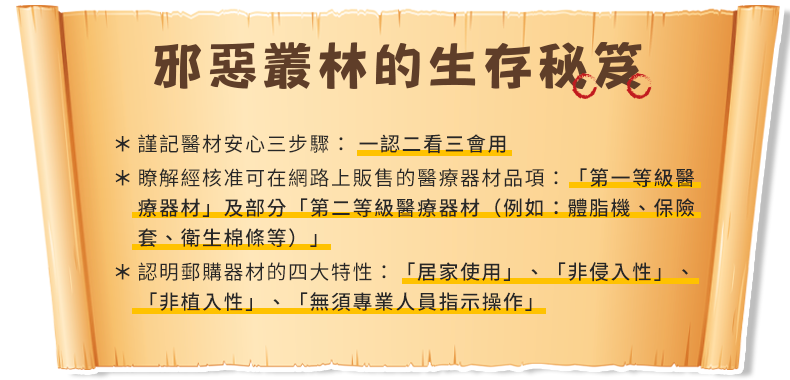 邪惡叢林的生存秘笈
＊謹記醫材安心三步驟：一認二看三會用
＊瞭解經核准可在網路上販售的醫療器材品項：「第一等級醫
療器材」及部分「第二等級醫療器材（例如：體脂機、保險
套、衛生棉條等）」
＊認明郵購器材的四大特性：「居家使用」、「非侵入性」、
「非植入性」、「無須專業人員指示操作」